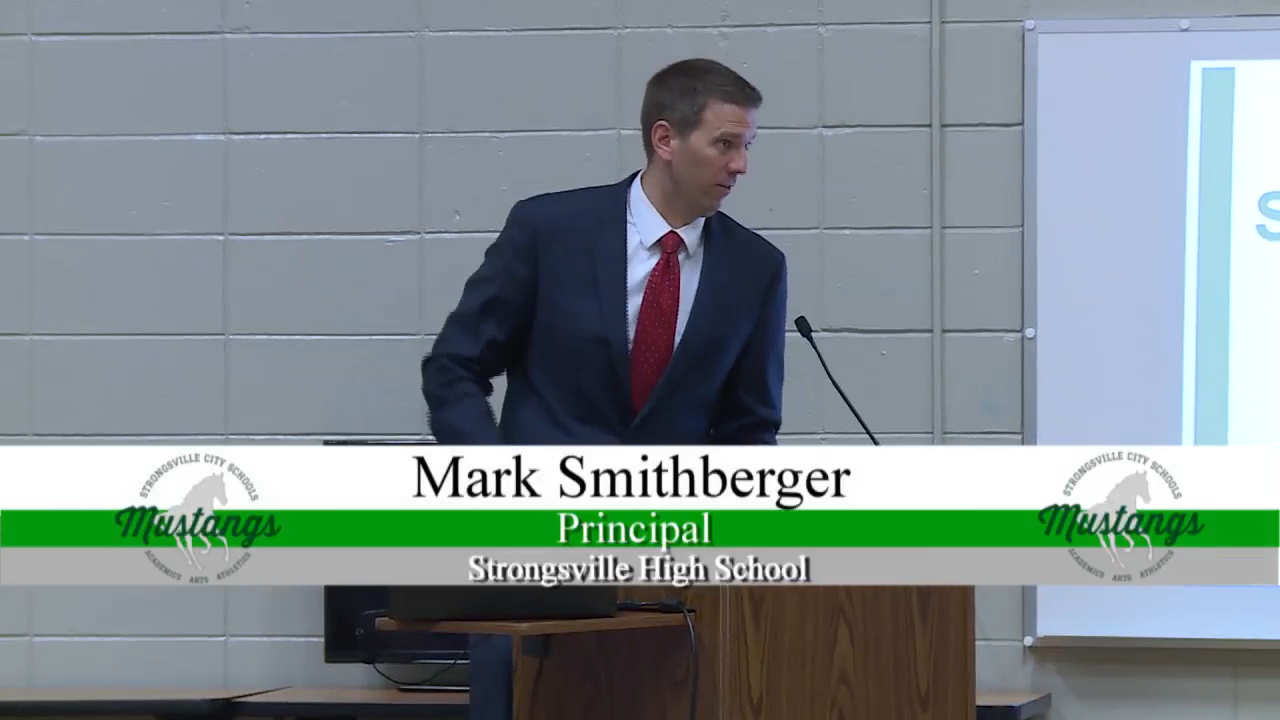 S
STRONGSVILLE CITY SCHOOLS
Mustangs
ACADEMICS ARTS ATHLETICS
Mark Smithberger
Principal
Strongsville High School
STRONGSVILLE CITY SCHOOLS
Mustangs
ACADEMICS ARTS ATHLETICS